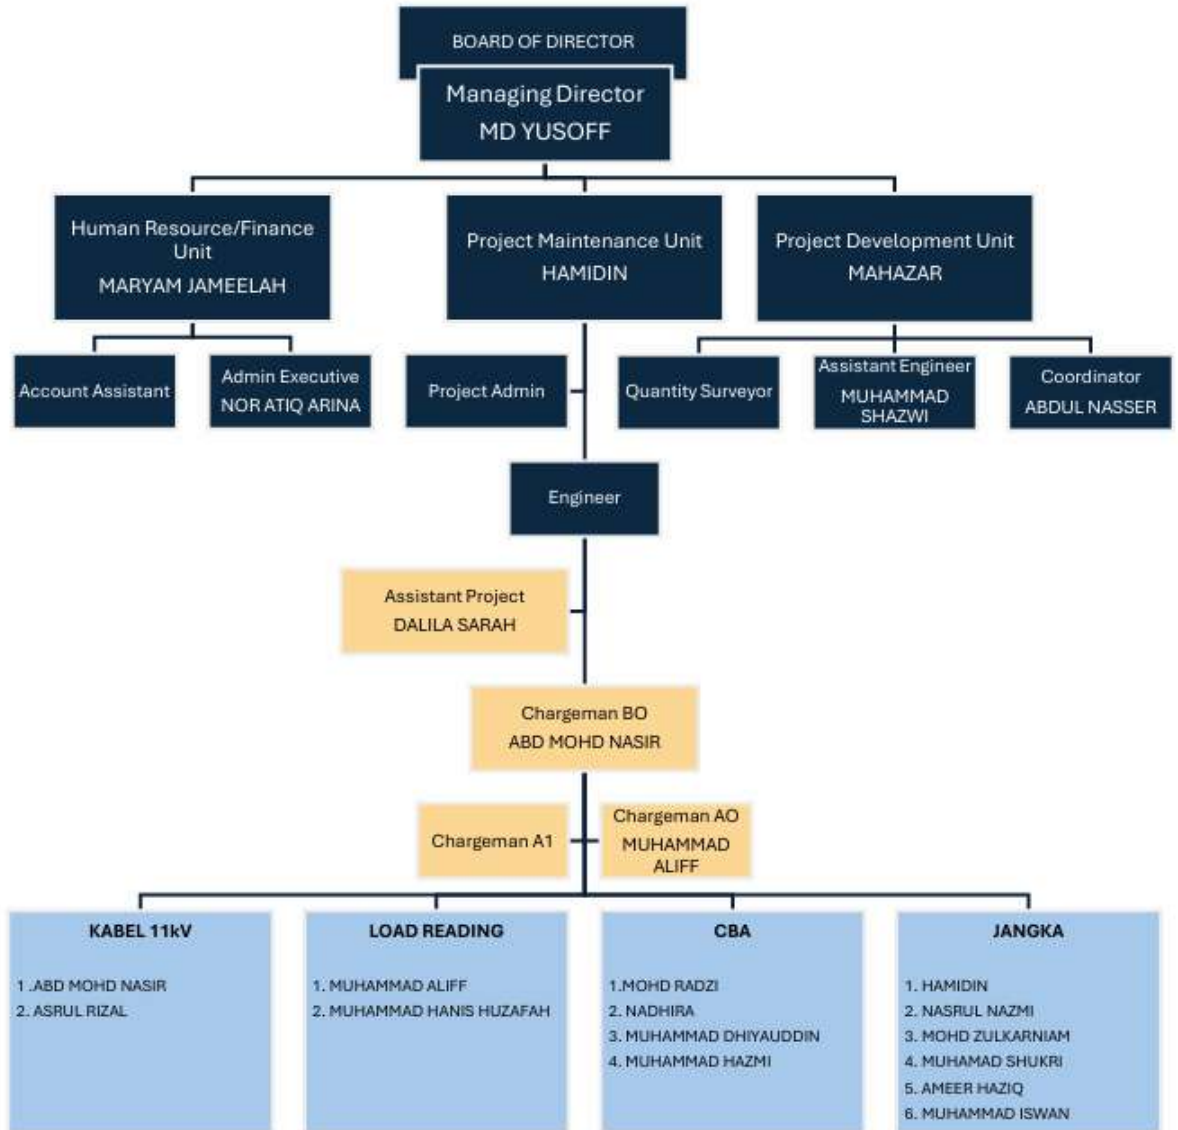 BOARD OF DIRECTOR
Managing Director
MD YUSOFF
Human Resource/Finance
Unit
MARYAM JAMEELAH
Project Maintenance Unit
HAMIDIN
Project Development Unit
MAHAZAR
Account Assistant
Admin Executive
NOR ATIQ ARINA
Project Admin
Quantity Surveyor
Assistant Engineer
MUHAMMAD
SHAZWI
Coordinator
ABDUL NASSER
Engineer
Assistant Project
DALILA SARAH
Chargeman BO
ABD MOHD NASIR
Chargeman A1
Chargeman AO
MUHAMMAD
ALIFF
KABEL 11kV
1 .ABD MOHD NASIR
2. ASRUL RIZAL
LOAD READING
1. MUHAMMAD ALIFF
2. MUHAMMAD HANIS HUZAFAH
CBA
1.MOHD RADZI
2. NADHIRA
3. MUHAMMAD DHIYAUDDIN
4. MUHAMMAD HAZMI
JANGKA
1. HAMIDIN
2. NASRUL NAZMI
3. MOHD ZULKARNIAM
4. MUHAMAD SHUKRI
5. AMEER HAZIQ
6. MUHAMMAD ISWAN